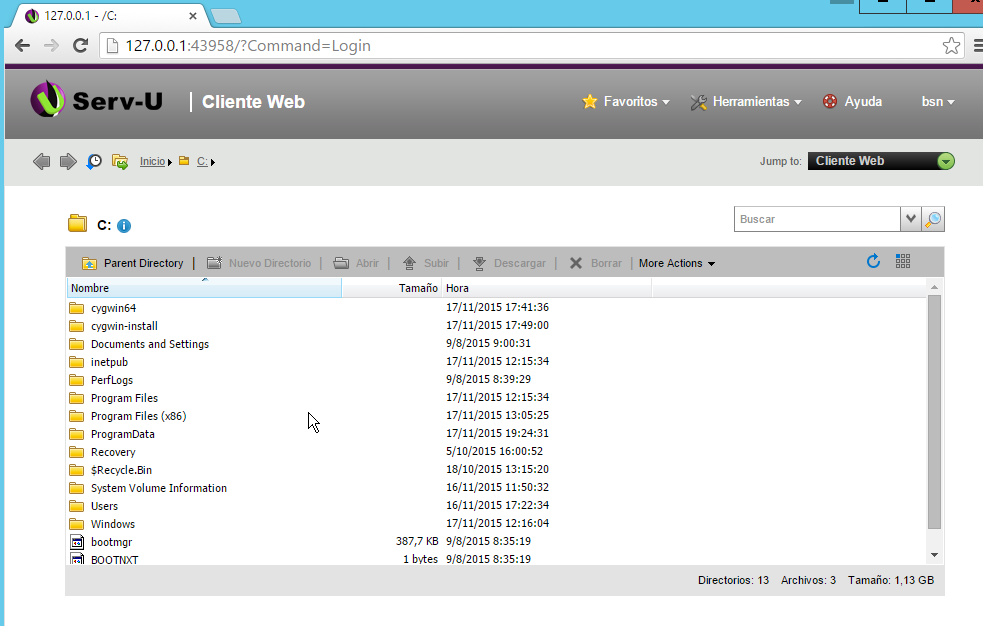 127.0.0.1 - /C:
127.0.0.1:43958/?Command=Login
Serv-U Cliente Web Favoritos Herramientas Ayuda bsn
Inicio C: Jump to: Cliente Web
C: Buscar
Parent Directory | Nuevo Directorio | Abrir | Subir | Descargar | Borrar | More Actions
Nombre Tamaño Hora
cygwin64 17/11/2015 17:41:36
cygwin-install 17/11/2015 17:49:00
Documents and Settings 9/8/2015 9:00:31
inetpub 17/11/2015 12:15:34
PerfLogs 9/8/2015 8:39:29
Program Files 17/11/2015 12:15:34
Program Files (x86) 17/11/2015 13:05:25
ProgramData 17/11/2015 19:24:31
Recovery 5/10/2015 16:00:52
$Recycle.Bin 18/10/2015 13:15:20
System Volume Information 16/11/2015 11:50:32
Users 16/11/2015 17:22:34
Windows 17/11/2015 12:16:04
bootmgr 387,7 KB 9/8/2015 8:35:19
BOOTNXT 1 bytes 9/8/2015 8:35:19
Directorios: 13 Archivos: 3 Tamaño: 1,13 GB